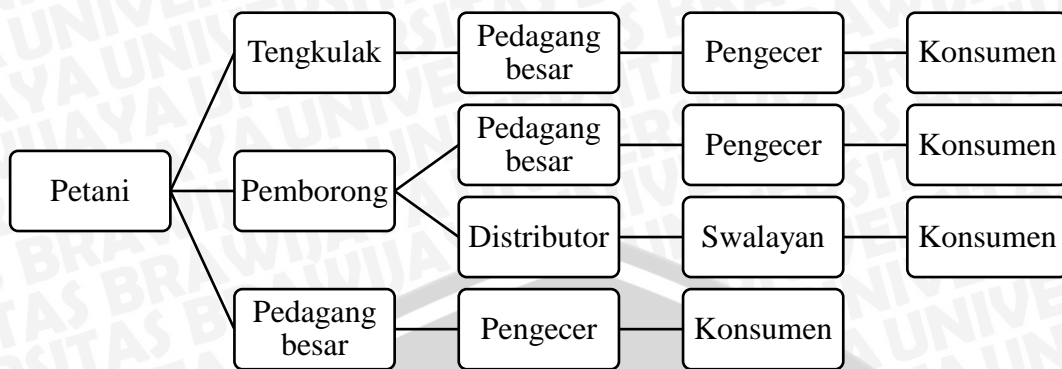 Tengkulak
Pedagang
besar
Pengecer
Konsumen
Petani
Pemborong
Pedagang
besar
Pengecer
Konsumen
Distributor
Swalayan
Konsumen
Pedagang
besar
Pengecer
Konsumen